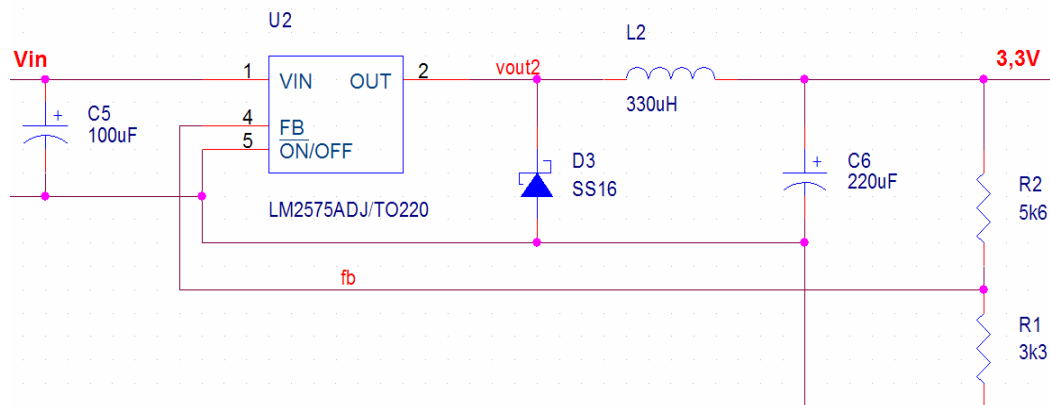 U2
L2
Vin
1
VIN
OUT
2
vout2
3,3V
330uH
+
C5
100uF
4
FB
5
ON/OFF
D3
SS16
+
C6
220uF
R2
5k6
LM2575ADJ/TO220
fb
R1
3k3